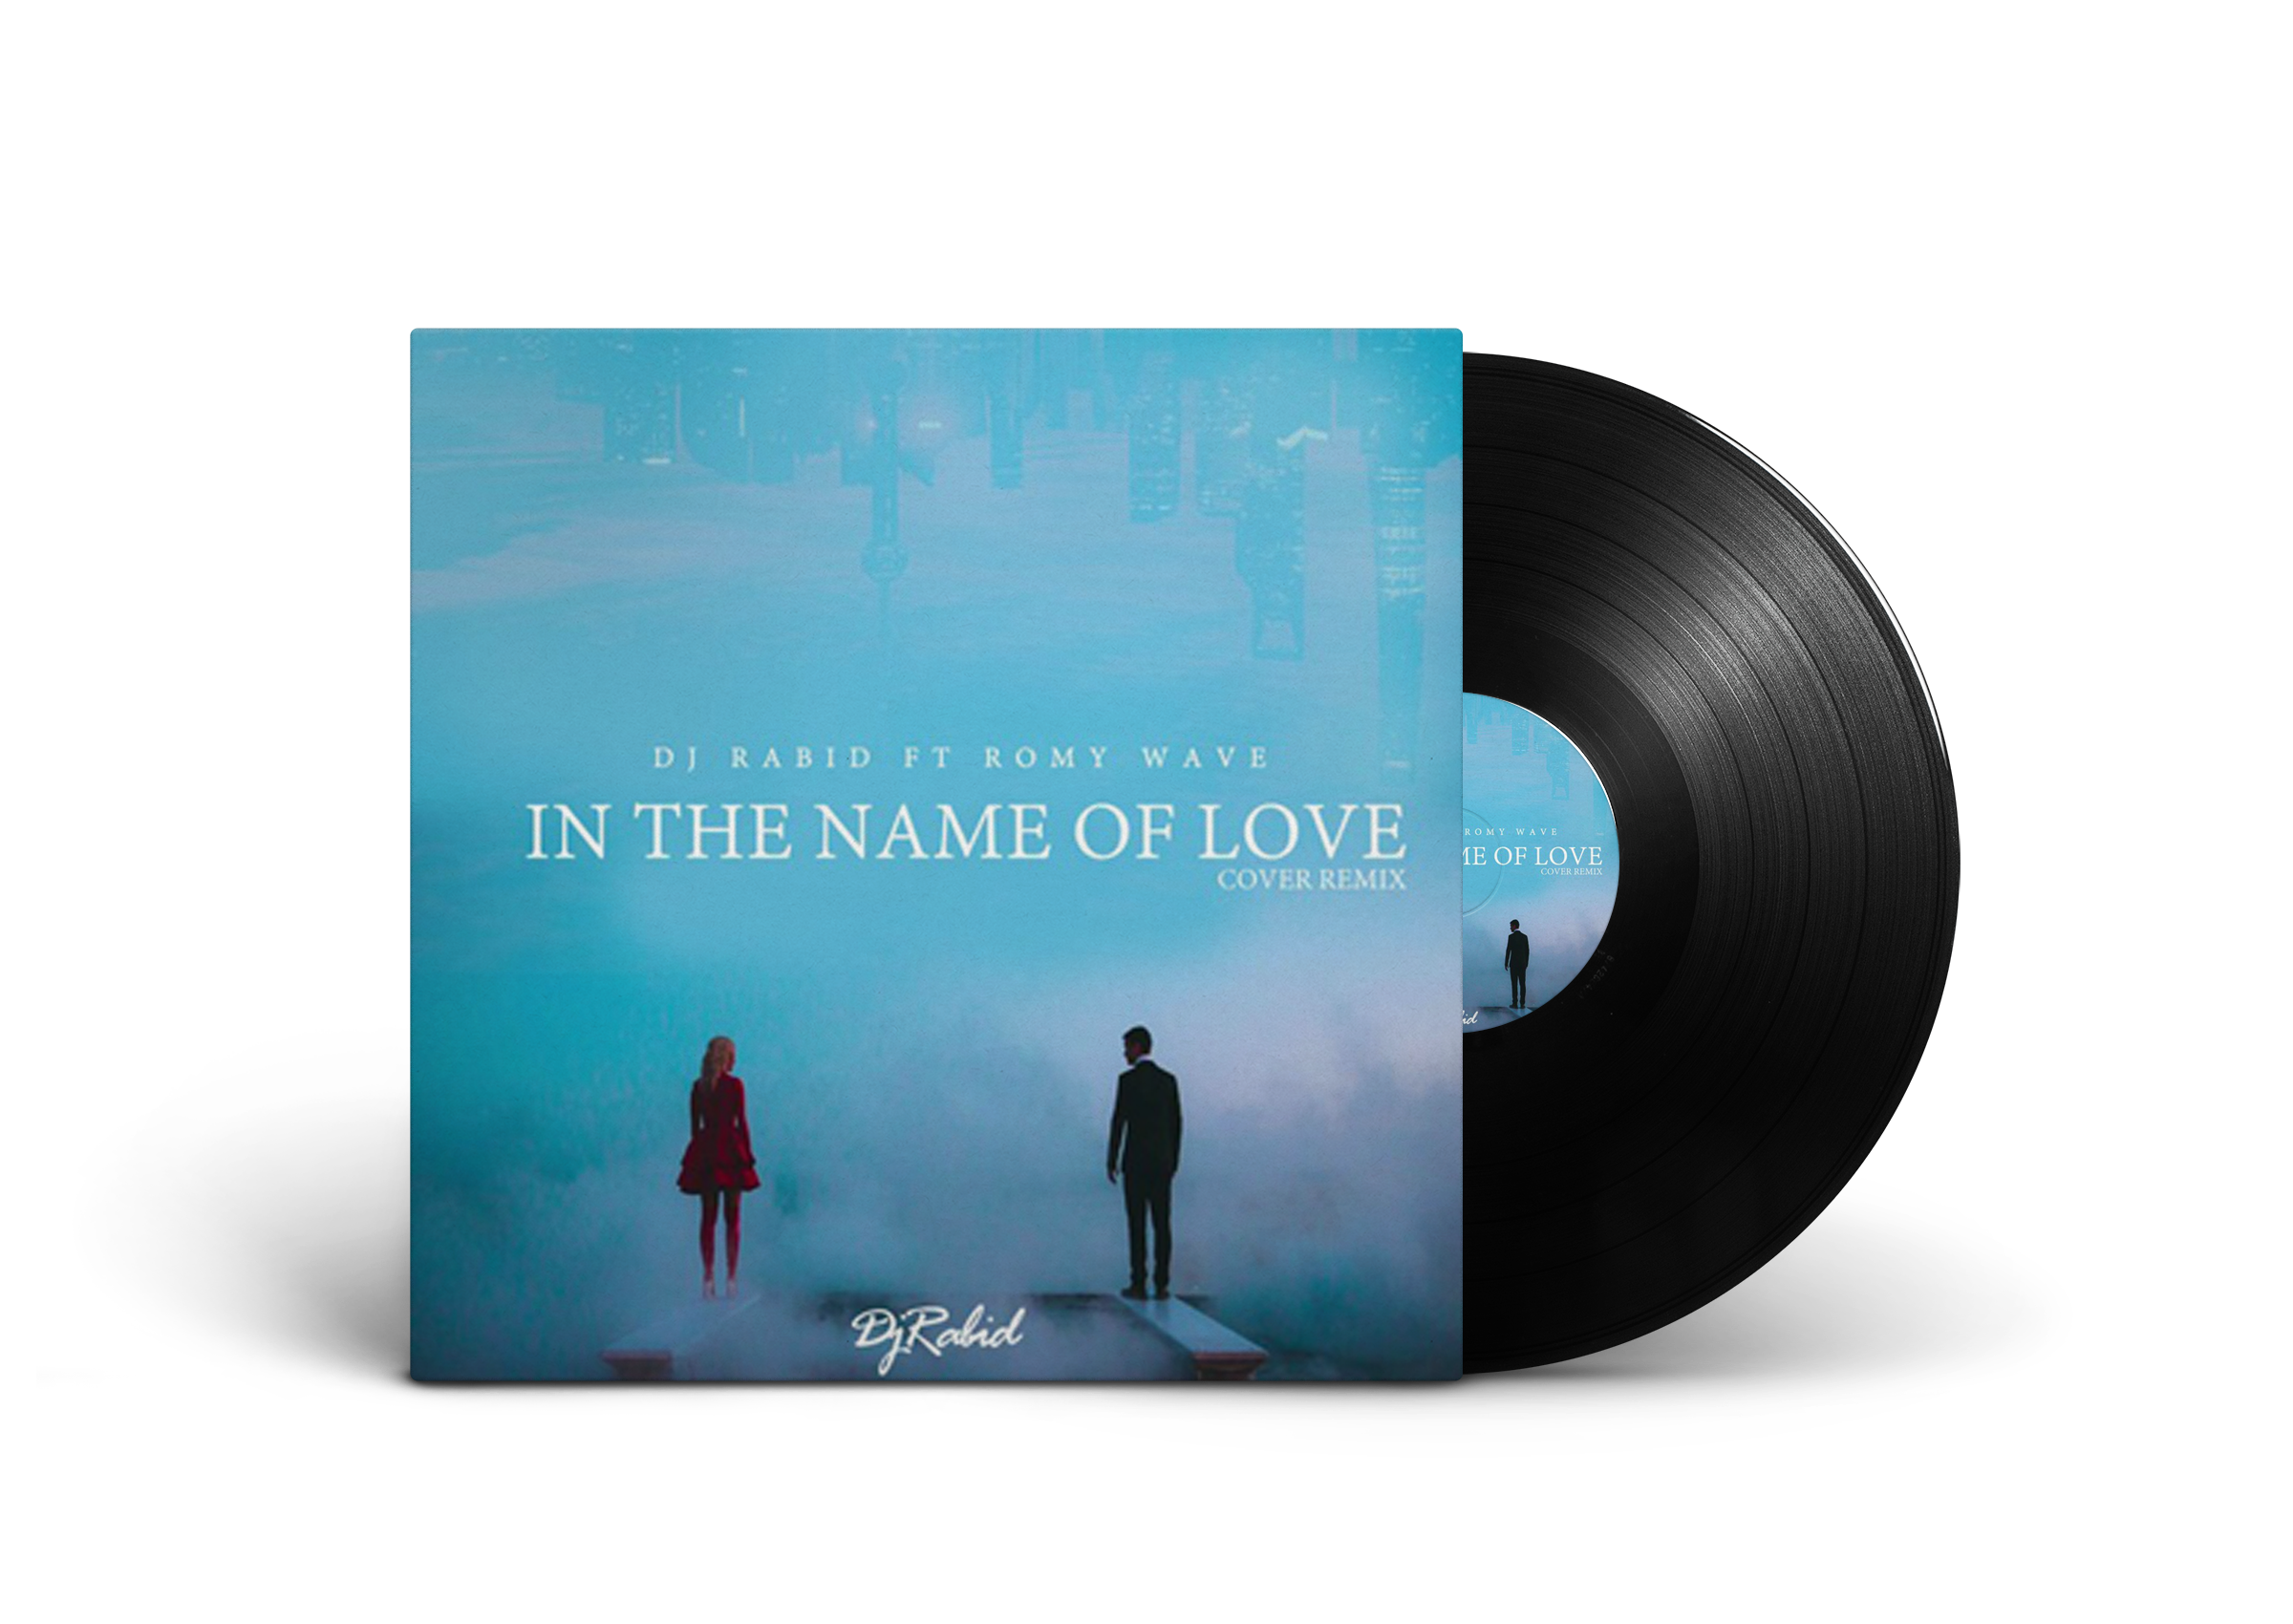 DJ RABID FT ROMY WAVE
IN THE NAME OF LOVE
COVER REMIX
DjRabid
ROMY WAVE
ME OF LOVE
COVER REMIX